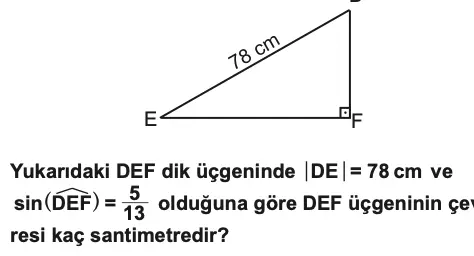 78 cm
E
F
Yukarıdaki DEF dik üçgeninde |DE| = 78 cm ve
sin(DEF) = 5/13 olduğuna göre DEF üçgeninin çev
resi kaç santimetredir?